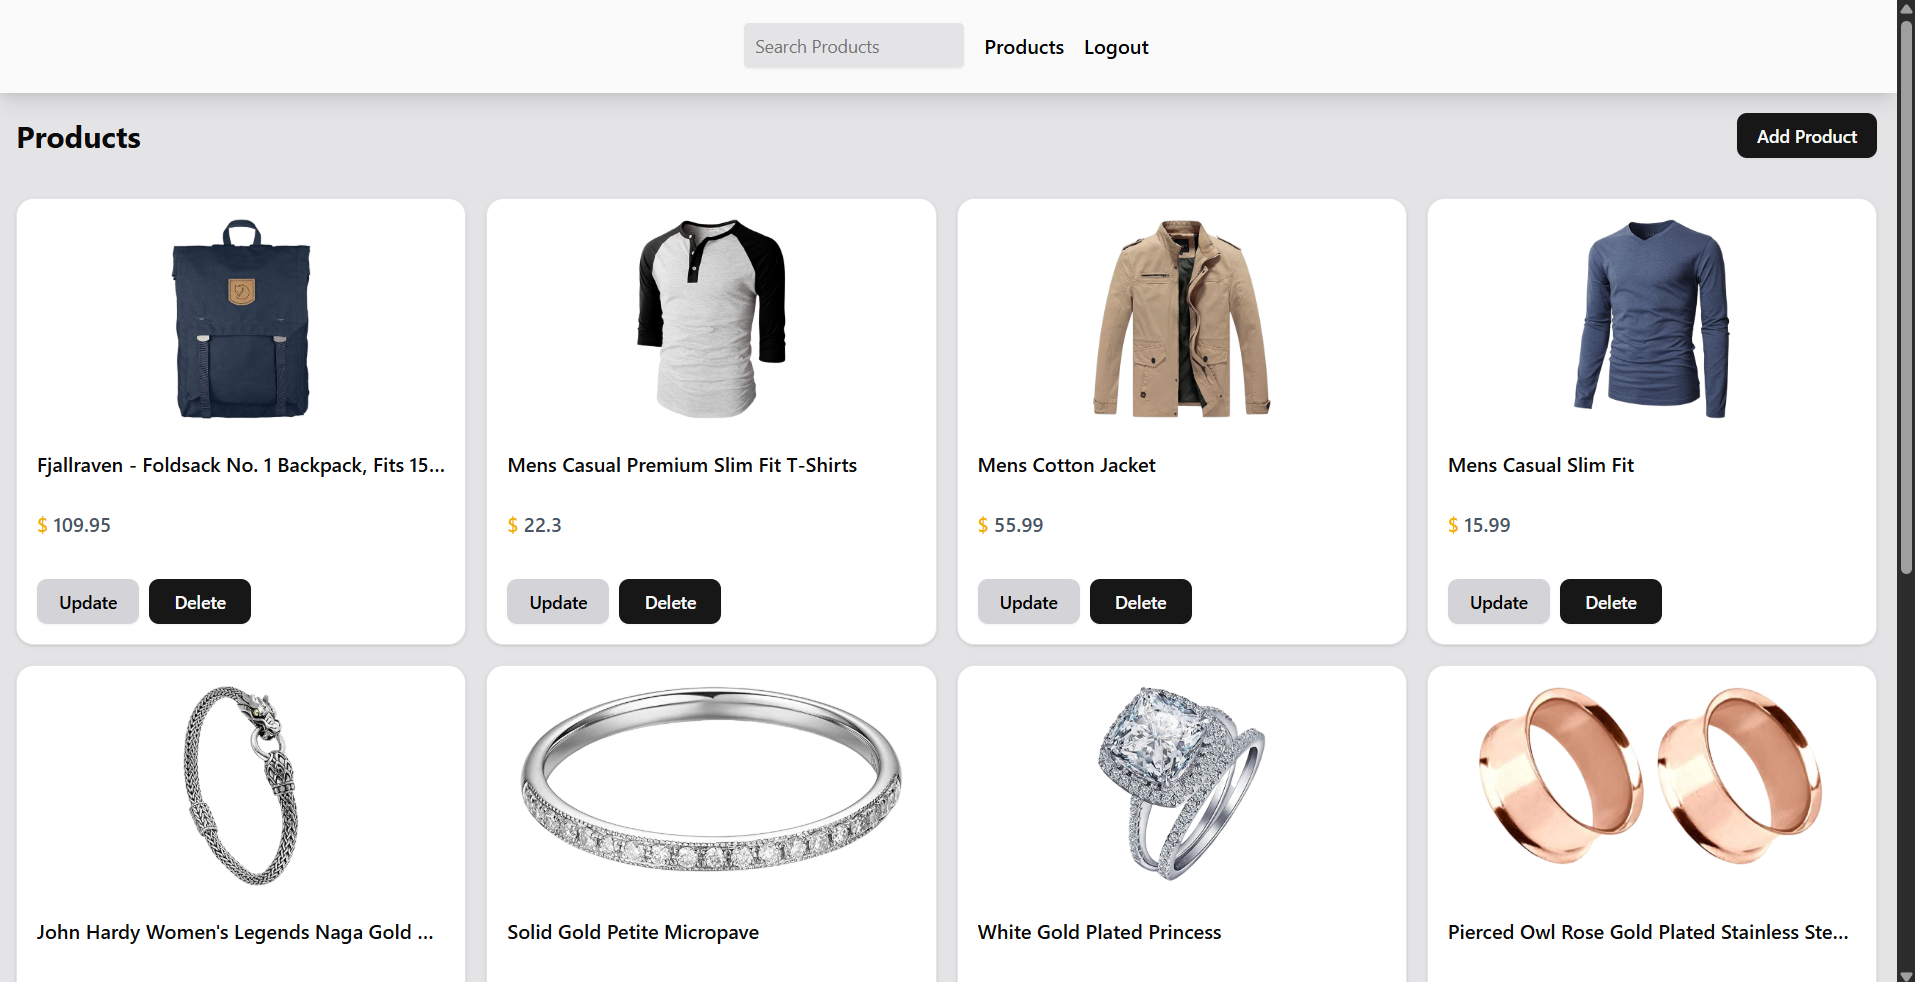 Search Products Products Logout
Products Add Product
Fjallraven - Foldsack No. 1 Backpack, Fits 15...
$ 109.95
Update Delete
Mens Casual Premium Slim Fit T-Shirts
$ 22.3
Update Delete
Mens Cotton Jacket
$ 55.99
Update Delete
Mens Casual Slim Fit
$ 15.99
Update Delete
John Hardy Women's Legends Naga Gold ...
Solid Gold Petite Micropave
White Gold Plated Princess
Pierced Owl Rose Gold Plated Stainless Ste...